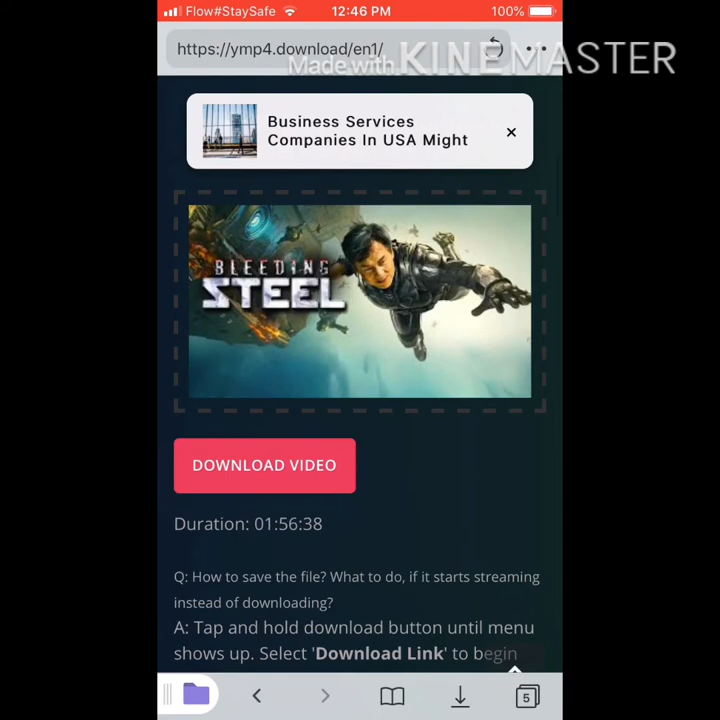 Flow#StaySafe 12:46 PM 100%
https://ymp4.download/en1/
Made with KINEMASTER
Business Services
Companies In USA Might
BLEEDING
STEEL
DOWNLOAD VIDEO
Duration: 01:56:38
Q: How to save the file? What to do, if it starts streaming
instead of downloading?
A: Tap and hold download button until menu
shows up. Select 'Download Link' to begin
5